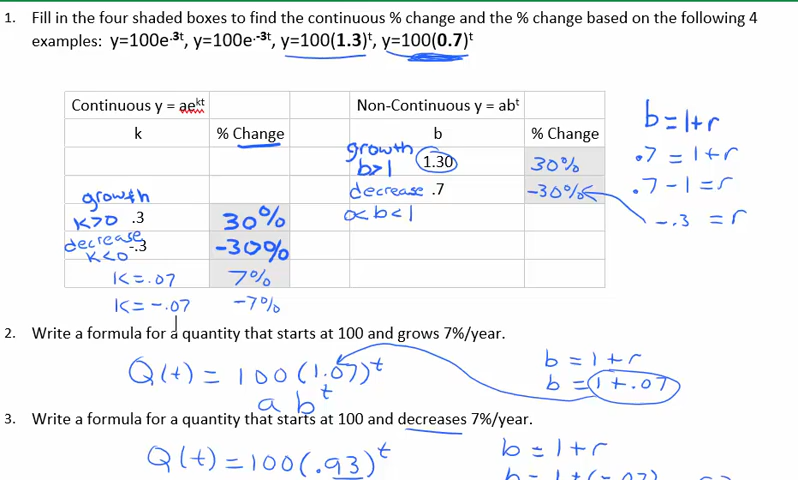 1. Fill in the four shaded boxes to find the continuous % change and the % change based on the following 4
examples: y=100e^.3t, y=100e^-.3t, y=100(1.3)^t, y=100(0.7)^t
Continuous y = ae^kt Non-Continuous y = ab^t
k % Change b % Change
growth b>1 1.30 30%
decrease .7 -30%
growth k>0 .3 30% 0<b<1
decrease k<0 -.3 -30%
k=.07 7%
k=-.07 -7%
b=1+r
.7 = 1+r
.7-1=r
-.3 = r
2. Write a formula for a quantity that starts at 100 and grows 7%/year.
Q(t) = 100(1.07)^t
a b^t
b = 1+r
b = 1+.07
3. Write a formula for a quantity that starts at 100 and decreases 7%/year.
Q(t) = 100(.93)^t
b = 1+r
b = 1+(-.07)